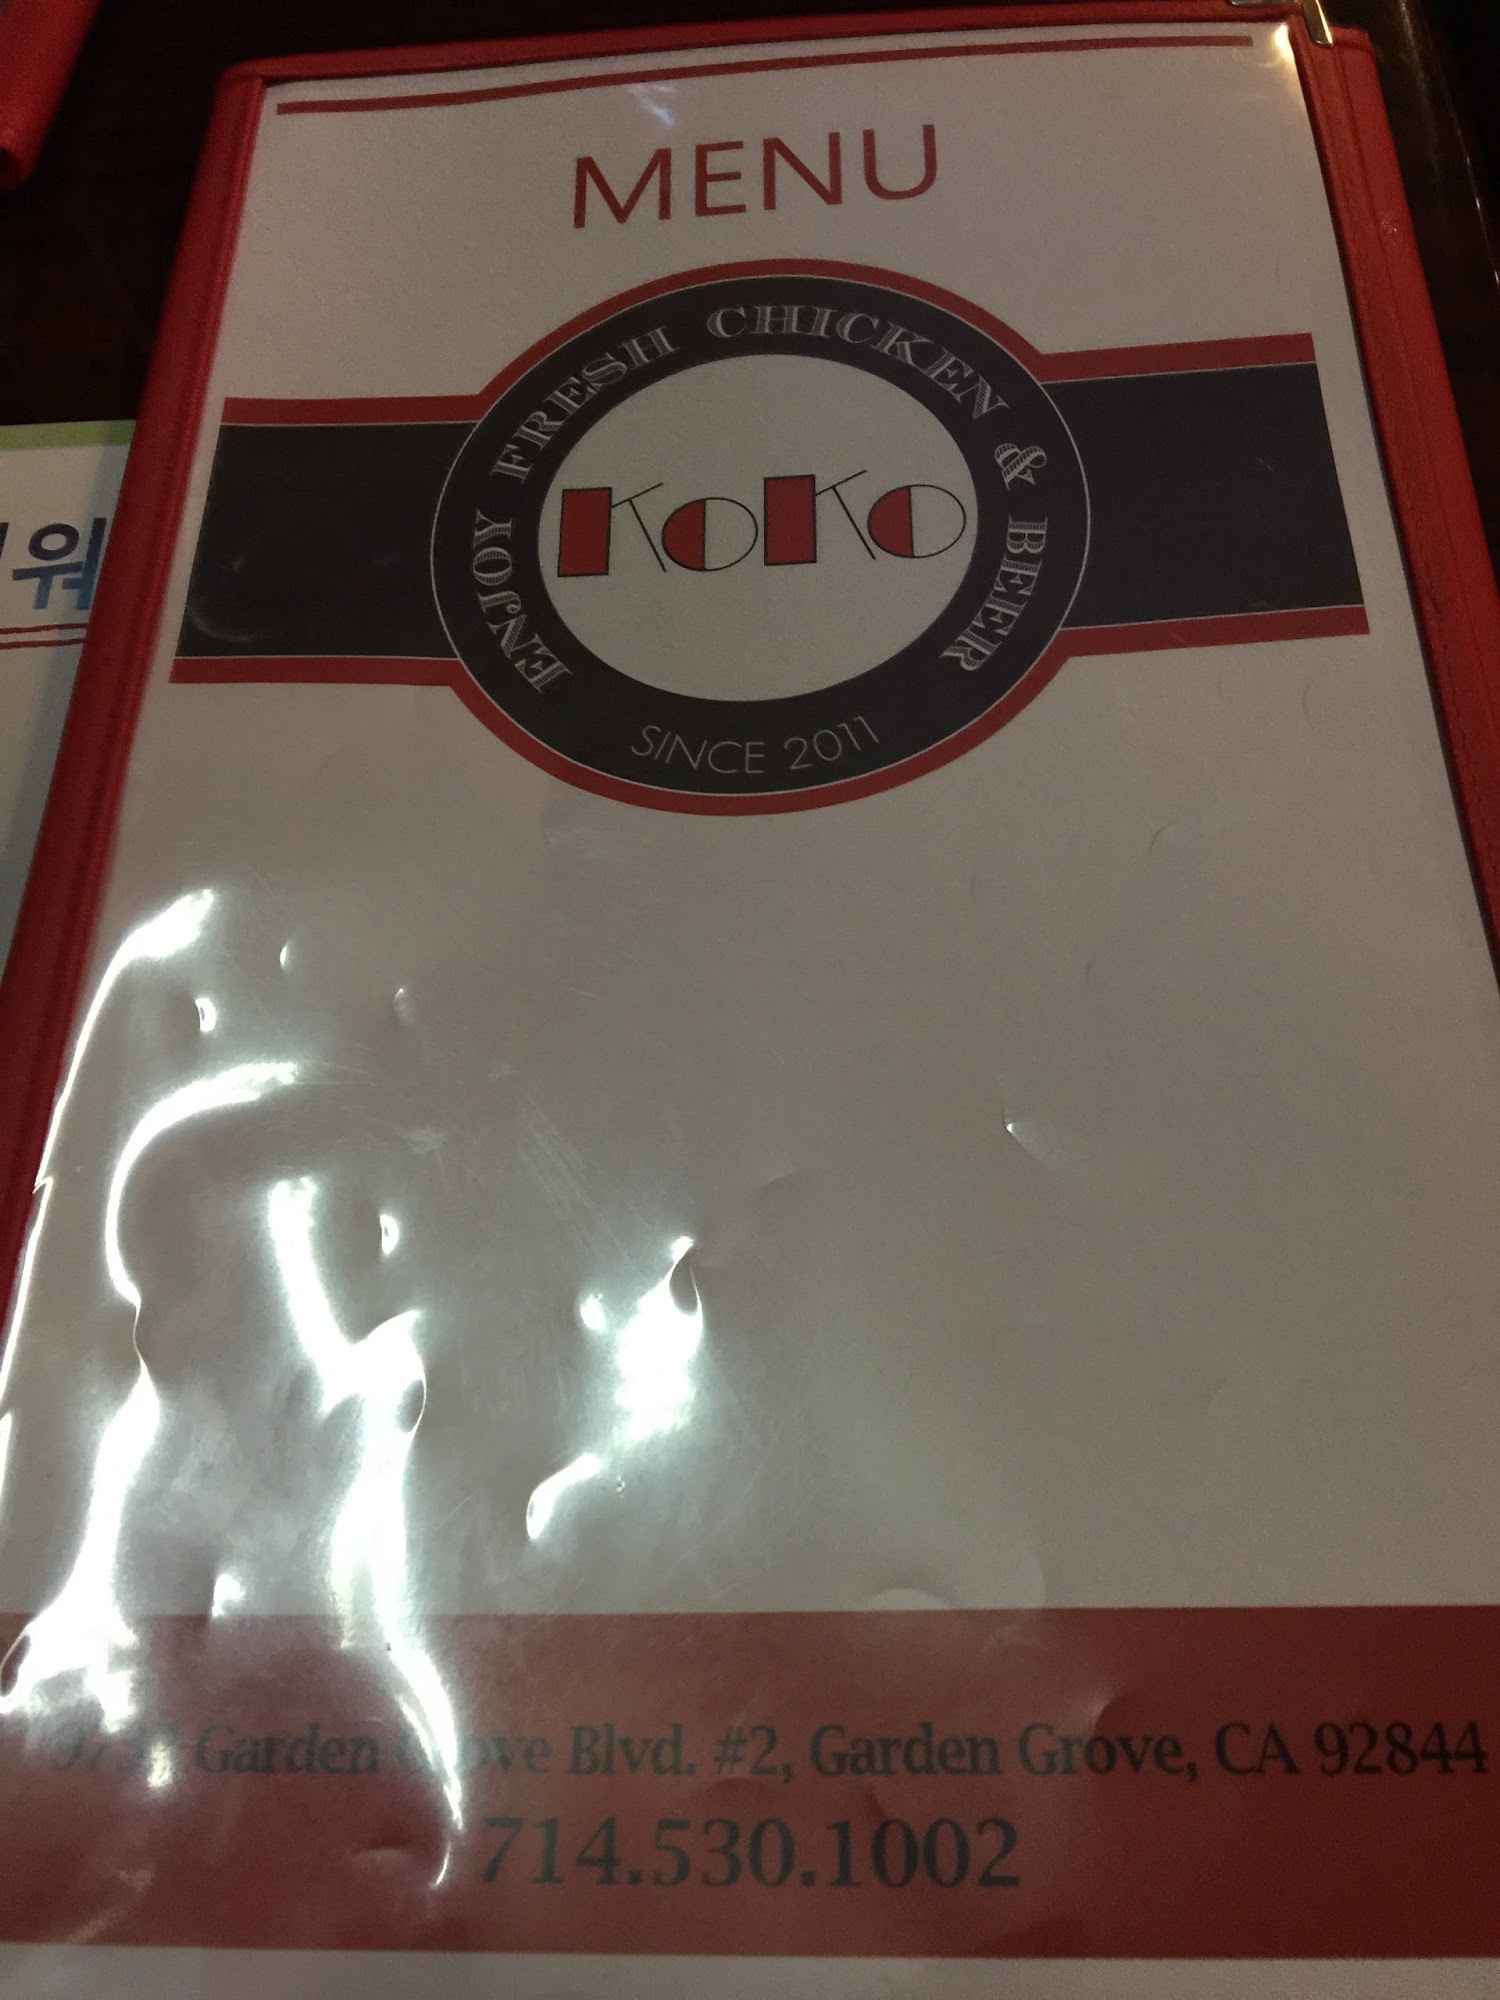 MENU
ENJOY FRESH CHICKEN & BEER
KOKO
SINCE 2011
워
Garden Grove Blvd. #2, Garden Grove, CA 92844
714.530.1002